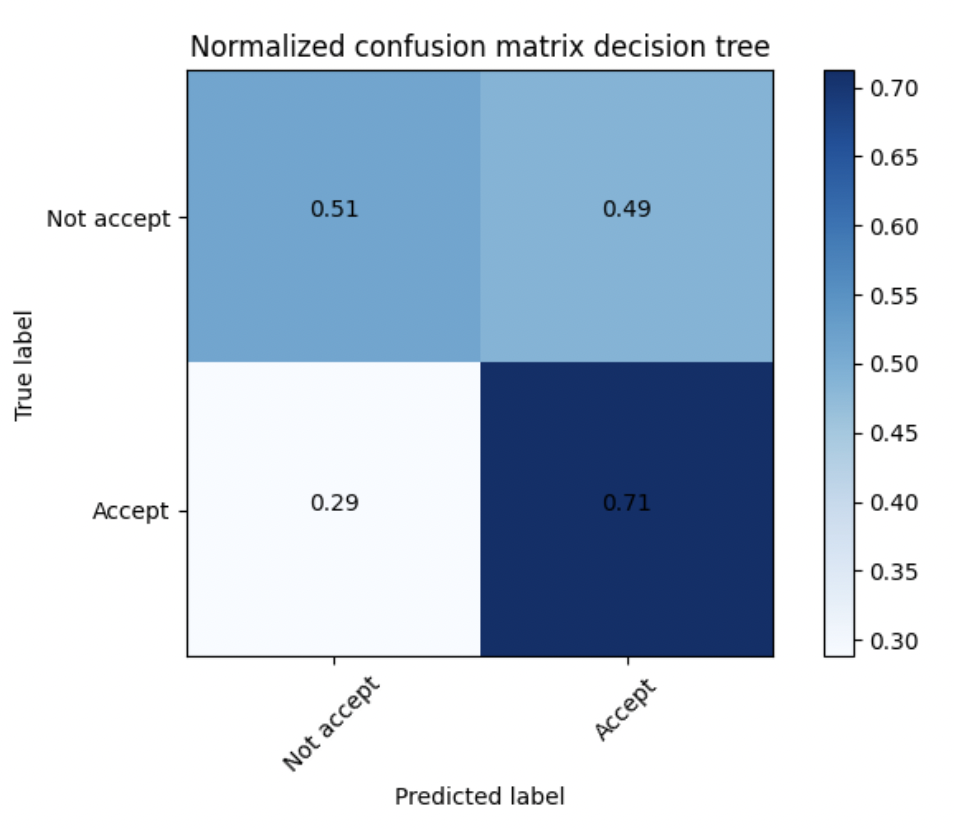 Normalized confusion matrix decision tree
True label
Not accept
Accept
0.51
0.49
0.29
0.71
Not accept
Accept
Predicted label
0.70
0.65
0.60
0.55
0.50
0.45
0.40
0.35
0.30